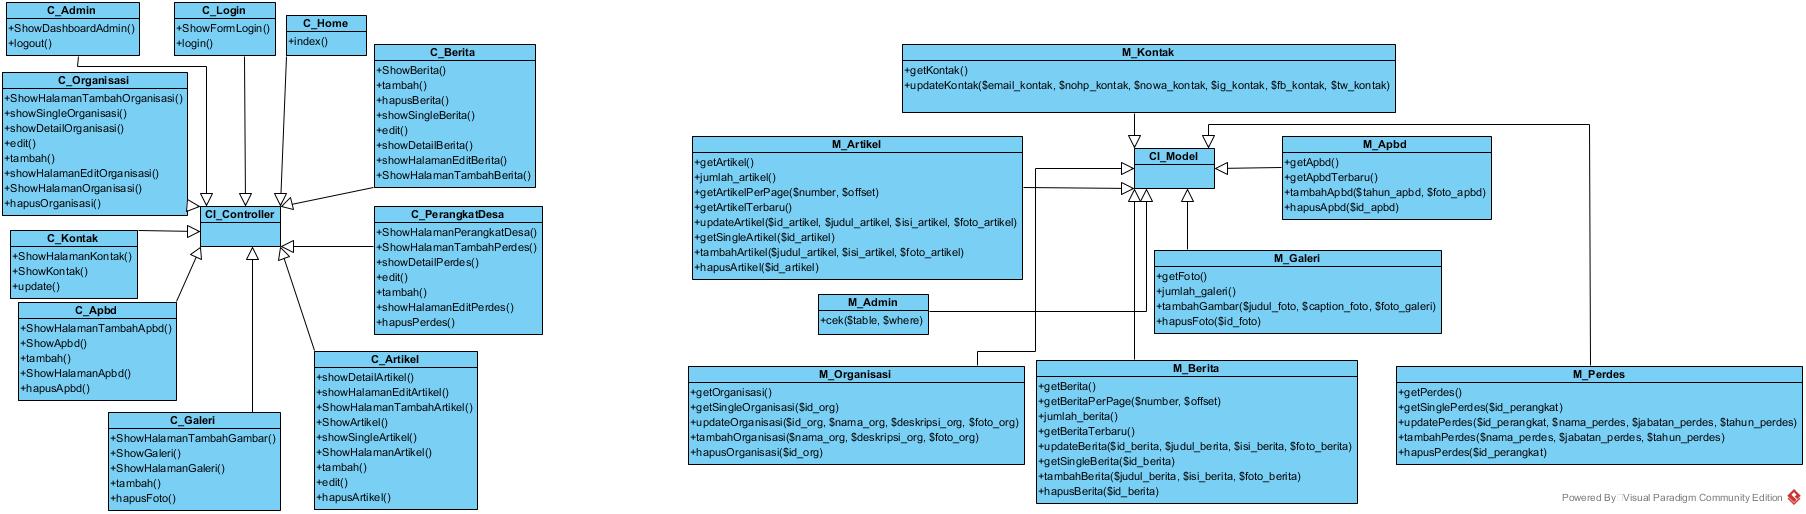 C_Admin
+ShowDashboardAdmin()
+logout()
C_Login
+ShowFormLogin()
+login()
C_Home
+index()
C_Berita
+ShowBerita()
+tambah()
+hapusBerita()
+showSingleBerita()
+edit()
+showDetailBerita()
+showHalamanEditBerita()
+ShowHalamanTambahBerita()
C_Organisasi
+ShowHalamanTambahOrganisasi()
+showSingleOrganisasi()
+showDetailOrganisasi()
+edit()
+tambah()
+showHalamanEditOrganisasi()
+ShowHalamanOrganisasi()
+hapusOrganisasi()
CI_Controller
C_PerangkatDesa
+ShowHalamanPerangkatDesa()
+ShowHalamanTambahPerdes()
+showDetailPerdes()
+edit()
+tambah()
+showHalamanEditPerdes()
+hapusPerdes()
C_Kontak
+ShowHalamanKontak()
+ShowKontak()
+update()
C_Apbd
+ShowHalamanTambahApbd()
+ShowApbd()
+tambah()
+ShowHalamanApbd()
+hapusApbd()
C_Artikel
+showDetailArtikel()
+showHalamanEditArtikel()
+ShowHalamanTambahArtikel()
+ShowArtikel()
+showSingleArtikel()
+ShowHalamanArtikel()
+tambah()
+edit()
+hapusArtikel()
C_Galeri
+ShowHalamanTambahGambar()
+ShowGaleri()
+ShowHalamanGaleri()
+tambah()
+hapusFoto()
M_Kontak
+getKontak()
+updateKontak($email_kontak, $nohp_kontak, $nowa_kontak, $ig_kontak, $fb_kontak, $tw_kontak)
M_Artikel
+getArtikel()
+jumlah_artikel()
+getArtikelPerPage($number, $offset)
+getArtikelTerbaru()
+updateArtikel($id_artikel, $judul_artikel, $isi_artikel, $foto_artikel)
+getSingleArtikel($id_artikel)
+tambahArtikel($judul_artikel, $isi_artikel, $foto_artikel)
+hapusArtikel($id_artikel)
CI_Model
M_Apbd
+getApbd()
+getApbdTerbaru()
+tambahApbd($tahun_apbd, $foto_apbd)
+hapusApbd($id_apbd)
M_Galeri
+getFoto()
+jumlah_galeri()
+tambahGambar($judul_foto, $caption_foto, $foto_galeri)
+hapusFoto($id_foto)
M_Admin
+cek($table, $where)
M_Organisasi
+getOrganisasi()
+getSingleOrganisasi($id_org)
+updateOrganisasi($id_org, $nama_org, $deskripsi_org, $foto_org)
+tambahOrganisasi($nama_org, $deskripsi_org, $foto_org)
+hapusOrganisasi($id_org)
M_Berita
+getBerita()
+getBeritaPerPage($number, $offset)
+jumlah_berita()
+getBeritaTerbaru()
+updateBerita($id_berita, $judul_berita, $isi_berita, $foto_berita)
+getSingleBerita($id_berita)
+tambahBerita($judul_berita, $isi_berita, $foto_berita)
+hapusBerita($id_berita)
M_Perdes
+getPerdes()
+getSinglePerdes($id_perangkat)
+updatePerdes($id_perangkat, $nama_perdes, $jabatan_perdes, $tahun_perdes)
+tambahPerdes($nama_perdes, $jabatan_perdes, $tahun_perdes)
+hapusPerdes($id_perangkat)
Powered By Visual Paradigm Community Edition